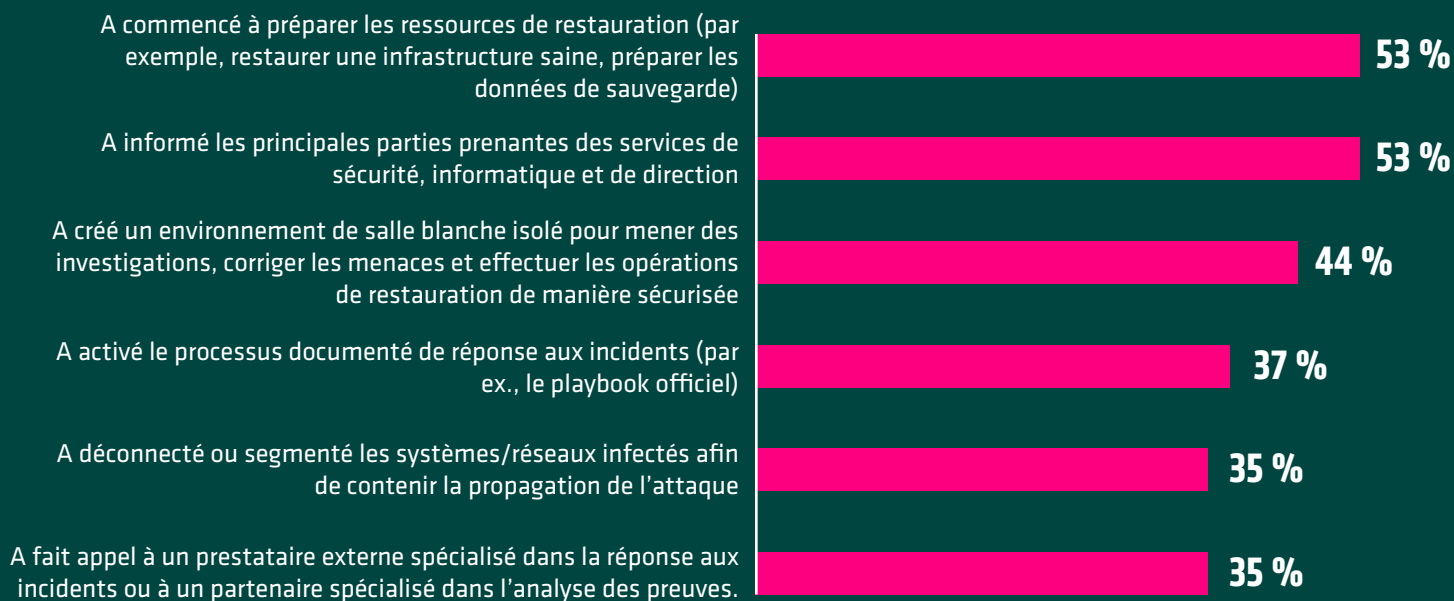 A commencé à préparer les ressources de restauration (par
exemple, restaurer une infrastructure saine, préparer les
données de sauvegarde)
53 %
A informé les principales parties prenantes des services de
sécurité, informatique et de direction
53 %
A créé un environnement de salle blanche isolé pour mener des
investigations, corriger les menaces et effectuer les opérations
de restauration de manière sécurisée
44 %
A activé le processus documenté de réponse aux incidents (par
ex., le playbook officiel)
37 %
A déconnecté ou segmenté les systèmes/réseaux infectés afin
de contenir la propagation de l’attaque
35 %
A fait appel à un prestataire externe spécialisé dans la réponse aux
incidents ou à un partenaire spécialisé dans l’analyse des preuves.
35 %